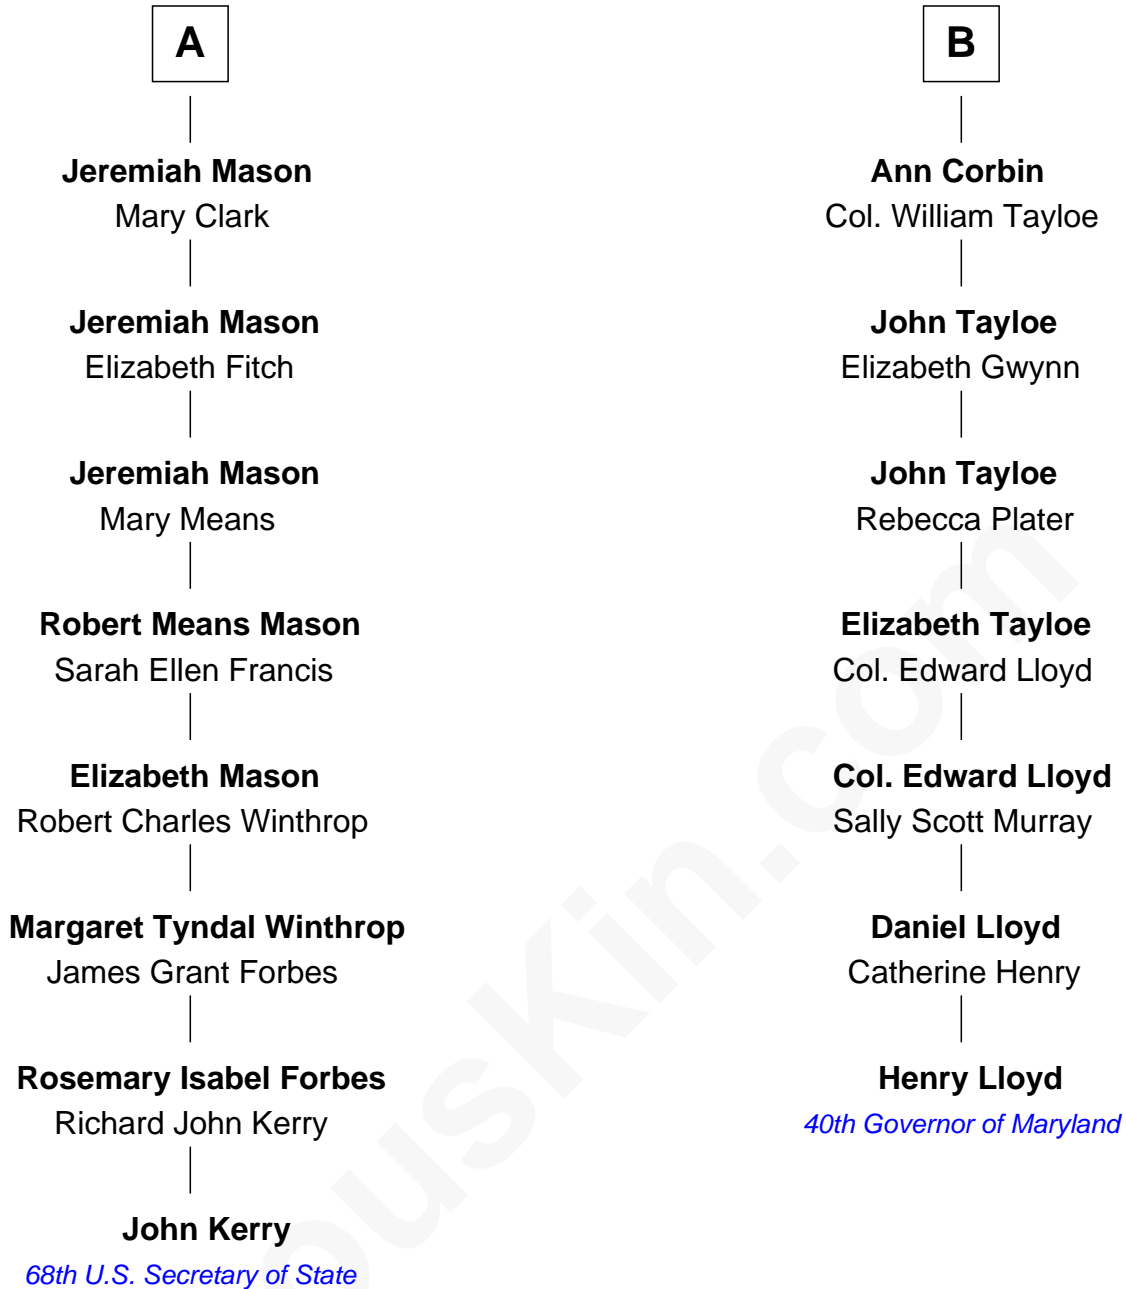 A
Jeremiah Mason
Mary Clark
Jeremiah Mason
Elizabeth Fitch
Jeremiah Mason
Mary Means
Robert Means Mason
Sarah Ellen Francis
Elizabeth Mason
Robert Charles Winthrop
Margaret Tyndal Winthrop
James Grant Forbes
Rosemary Isabel Forbes
Richard John Kerry
John Kerry
68th U.S. Secretary of State
B
Ann Corbin
Col. William Tayloe
John Tayloe
Elizabeth Gwynn
John Tayloe
Rebecca Plater
Elizabeth Tayloe
Col. Edward Lloyd
Col. Edward Lloyd
Sally Scott Murray
Daniel Lloyd
Catherine Henry
Henry Lloyd
40th Governor of Maryland
ousKin.com